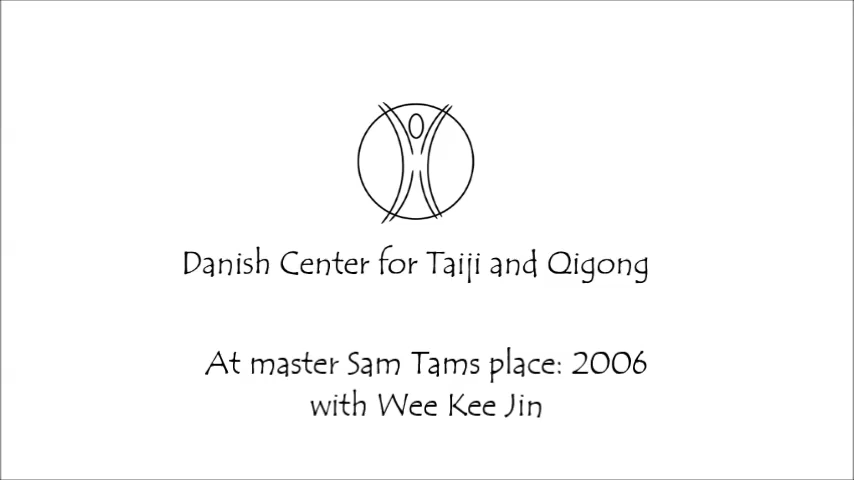 Danish Center for Taiji and Qigong
At master Sam Tams place: 2006
with Wee Kee Jin